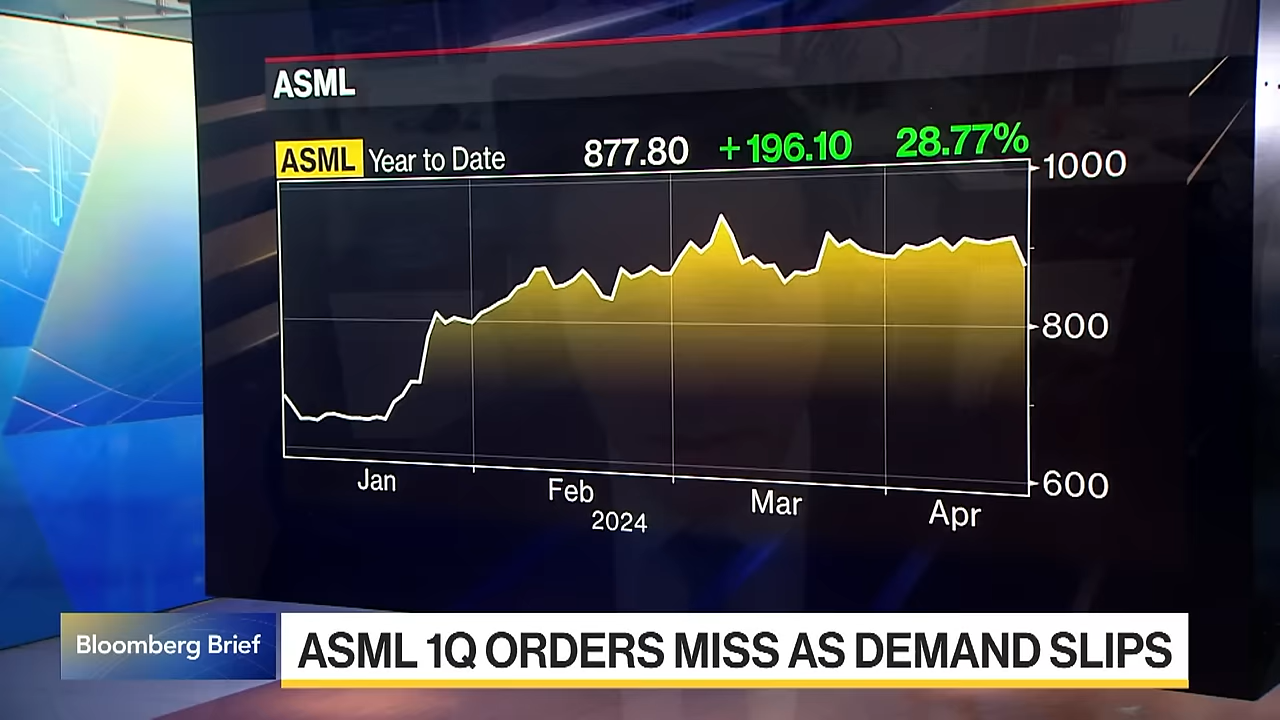 ASML
ASML Year to Date 877.80 +196.10 28.77%
1000
800
600
Jan Feb Mar Apr
2024
Bloomberg Brief
ASML 1Q ORDERS MISS AS DEMAND SLIPS